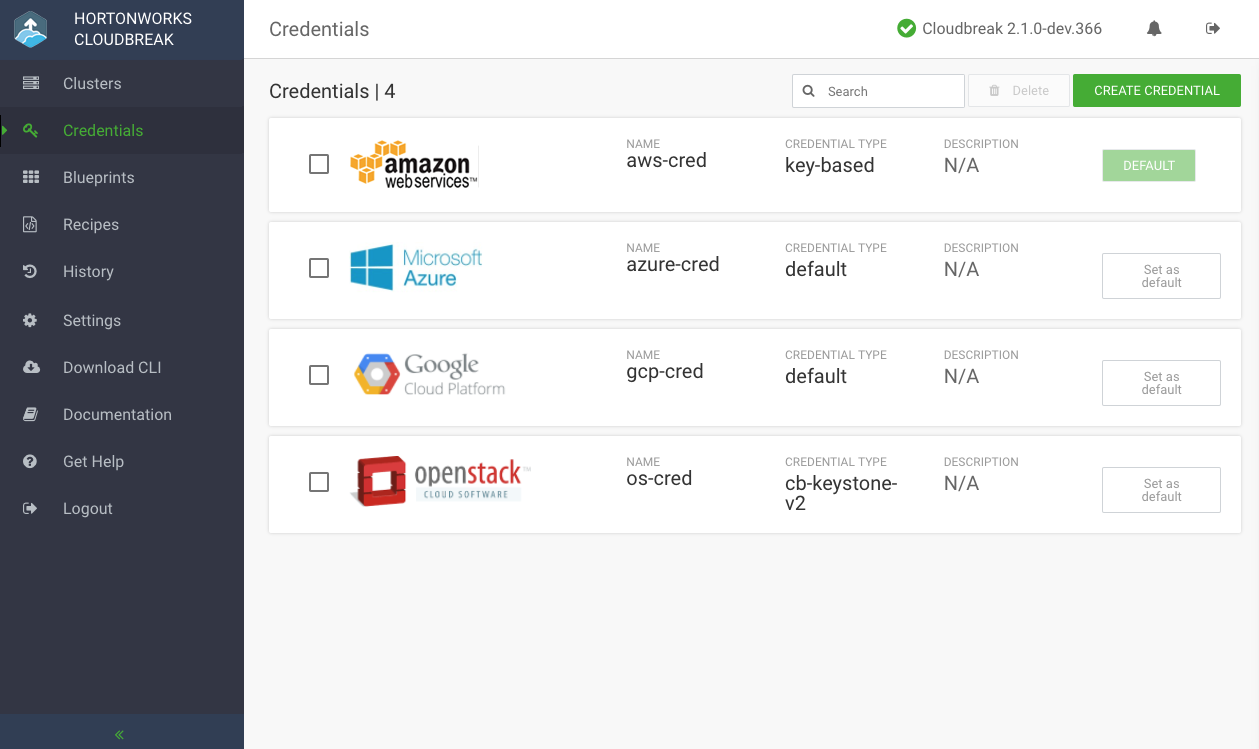 HORTONWORKS
CLOUDBREAK
Clusters
Credentials
Blueprints
Recipes
History
Settings
Download CLI
Documentation
Get Help
Logout
Credentials
Cloudbreak 2.1.0-dev.366
Credentials | 4
Search
Delete
CREATE CREDENTIAL
amazon
webservices™
NAME
aws-cred
CREDENTIAL TYPE
key-based
DESCRIPTION
N/A
DEFAULT
Microsoft
Azure
NAME
azure-cred
CREDENTIAL TYPE
default
DESCRIPTION
N/A
Set as
default
Google
Cloud Platform
NAME
gcp-cred
CREDENTIAL TYPE
default
DESCRIPTION
N/A
Set as
default
openstack™
CLOUD SOFTWARE
NAME
os-cred
CREDENTIAL TYPE
cb-keystone-
v2
DESCRIPTION
N/A
Set as
default